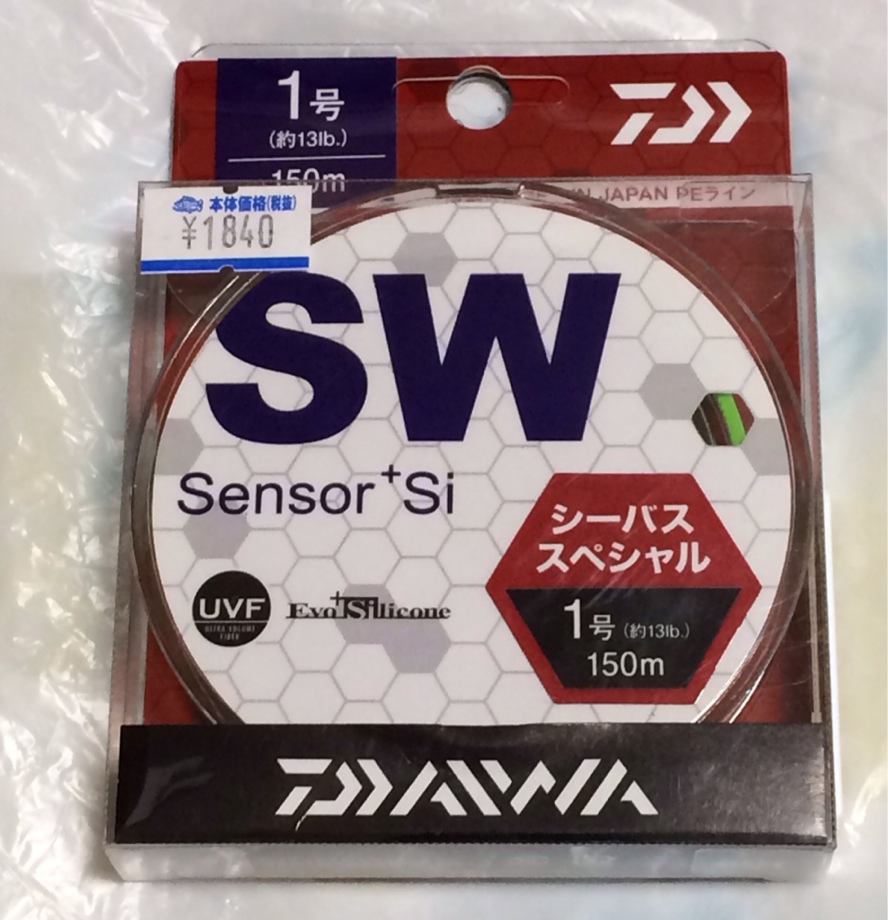 1号
(約13lb.)
150m
IN JAPAN PEライン
本体価格(税抜)
¥1840
SW
Sensor+Si
シーバス
スペシャル
1号 (約13lb.)
150m
UVF
ULTRA VOLUME
FIBER
Evo+Silicone
DAIWA